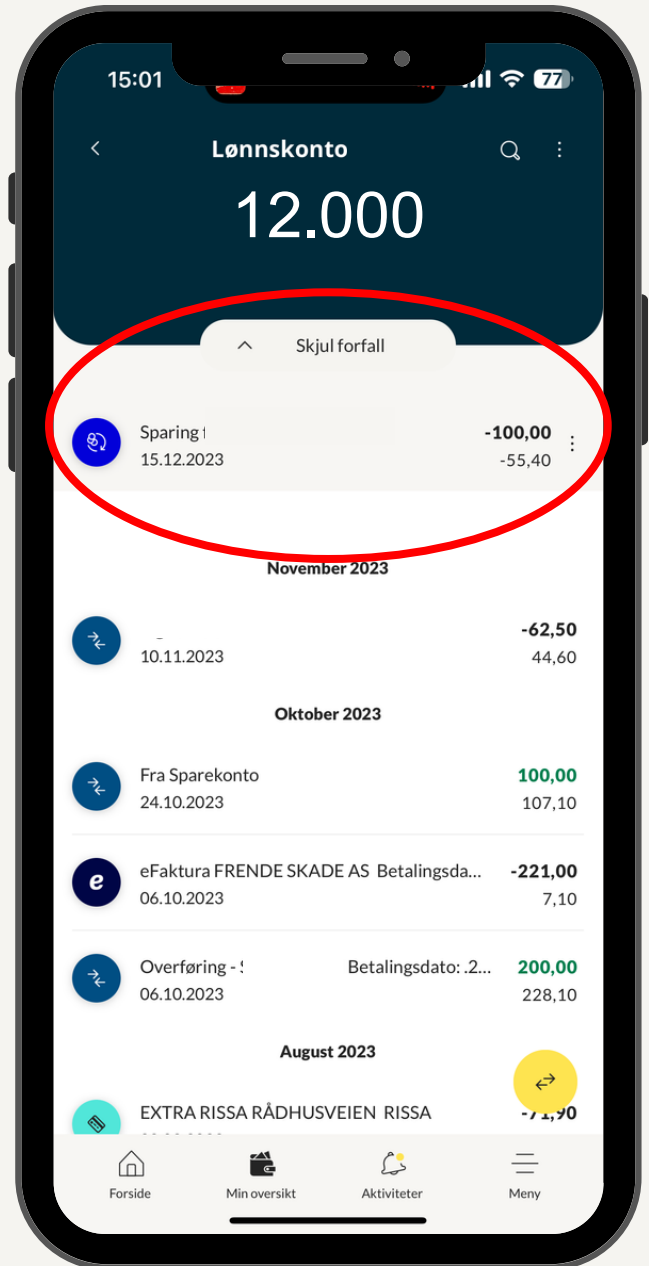 15:01
77
Lønnskonto
12.000
Skjul forfall
Sparing
-100,00
15.12.2023
-55,40
November 2023
-62,50
10.11.2023
44,60
Oktober 2023
Fra Sparekonto
100,00
24.10.2023
107,10
eFaktura FRENDE SKADE AS Betalingsda...
-221,00
06.10.2023
7,10
Overføring - Betalingsdato: .2...
200,00
06.10.2023
228,10
August 2023
EXTRA RISSA RÅDHUSVEIEN RISSA
-71,90
Forside
Min oversikt
Aktiviteter
Meny